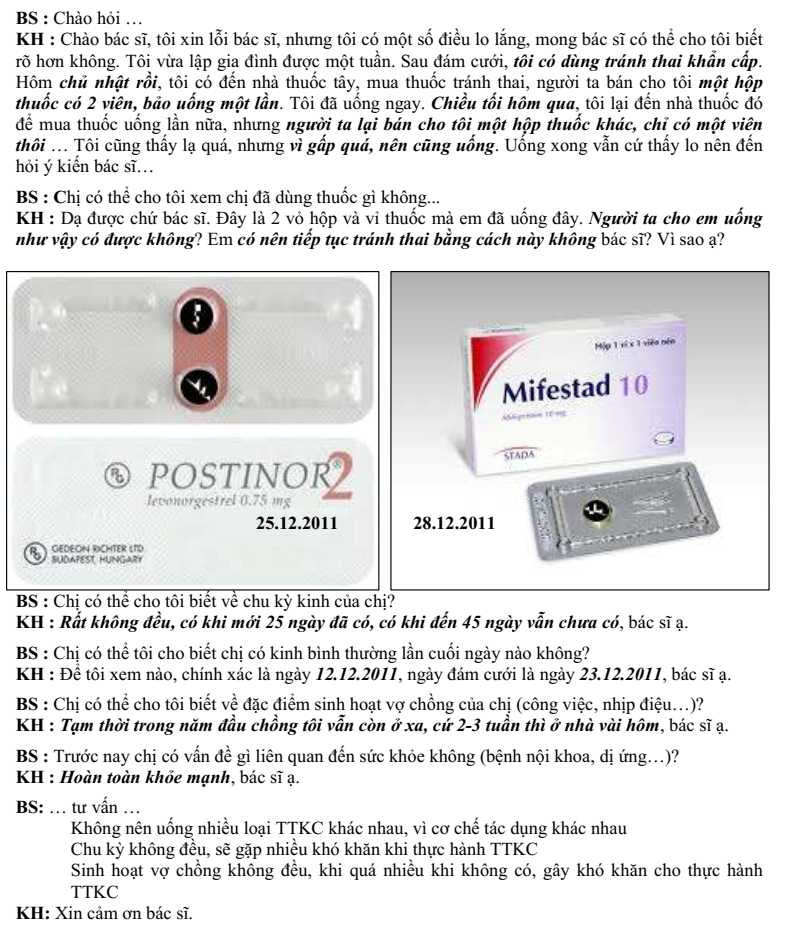 BS : Chào hỏi …
KH : Chào bác sĩ, tôi xin lỗi bác sĩ, nhưng tôi có một số điều lo lắng, mong bác sĩ có thể cho tôi biết
rõ hơn không. Tôi vừa lập gia đình được một tuần. Sau đám cưới, tôi có dùng tránh thai khẩn cấp.
Hôm chủ nhật rồi, tôi có đến nhà thuốc tây, mua thuốc tránh thai, người ta bán cho tôi một hộp
thuốc có 2 viên, bảo uống một lần. Tôi đã uống ngay. Chiều tối hôm qua, tôi lại đến nhà thuốc đó
để mua thuốc uống lần nữa, nhưng người ta lại bán cho tôi một hộp thuốc khác, chỉ có một viên
thôi … Tôi cũng thấy lạ quá, nhưng vì gấp quá, nên cũng uống. Uống xong vẫn cứ thấy lo nên đến
hỏi ý kiến bác sĩ…
BS : Chị có thể cho tôi xem chị đã dùng thuốc gì không...
KH : Dạ được chứ bác sĩ. Đây là 2 vỏ hộp và vỉ thuốc mà em đã uống đây. Người ta cho em uống
như vậy có được không? Em có nên tiếp tục tránh thai bằng cách này không bác sĩ? Vì sao ạ?
POSTINOR®2
levonorgestrel 0.75 mg
25.12.2011
GEDEON RICHTER LTD
BUDAPEST, HUNGARY
Hộp 1 vỉ x 1 viên nén
Mifestad 10
Mifepriston 10 mg
STADA
28.12.2011
BS : Chị có thể cho tôi biết về chu kỳ kinh của chị?
KH : Rất không đều, có khi mới 25 ngày đã có, có khi đến 45 ngày vẫn chưa có, bác sĩ ạ.
BS : Chị có thể tôi cho biết chị có kinh bình thường lần cuối ngày nào không?
KH : Để tôi xem nào, chính xác là ngày 12.12.2011, ngày đám cưới là ngày 23.12.2011, bác sĩ ạ.
BS : Chị có thể cho tôi biết về đặc điểm sinh hoạt vợ chồng của chị (công việc, nhịp điệu…)?
KH : Tạm thời trong năm đầu chồng tôi vẫn còn ở xa, cứ 2-3 tuần thì ở nhà vài hôm, bác sĩ ạ.
BS : Trước nay chị có vấn đề gì liên quan đến sức khỏe không (bệnh nội khoa, dị ứng…)?
KH : Hoàn toàn khỏe mạnh, bác sĩ ạ.
BS: … tư vấn …
Không nên uống nhiều loại TTKC khác nhau, vì cơ chế tác dụng khác nhau
Chu kỳ không đều, sẽ gặp nhiều khó khăn khi thực hành TTKC
Sinh hoạt vợ chồng không đều, khi quá nhiều khi không có, gây khó khăn cho thực hành
TTKC
KH: Xin cảm ơn bác sĩ.